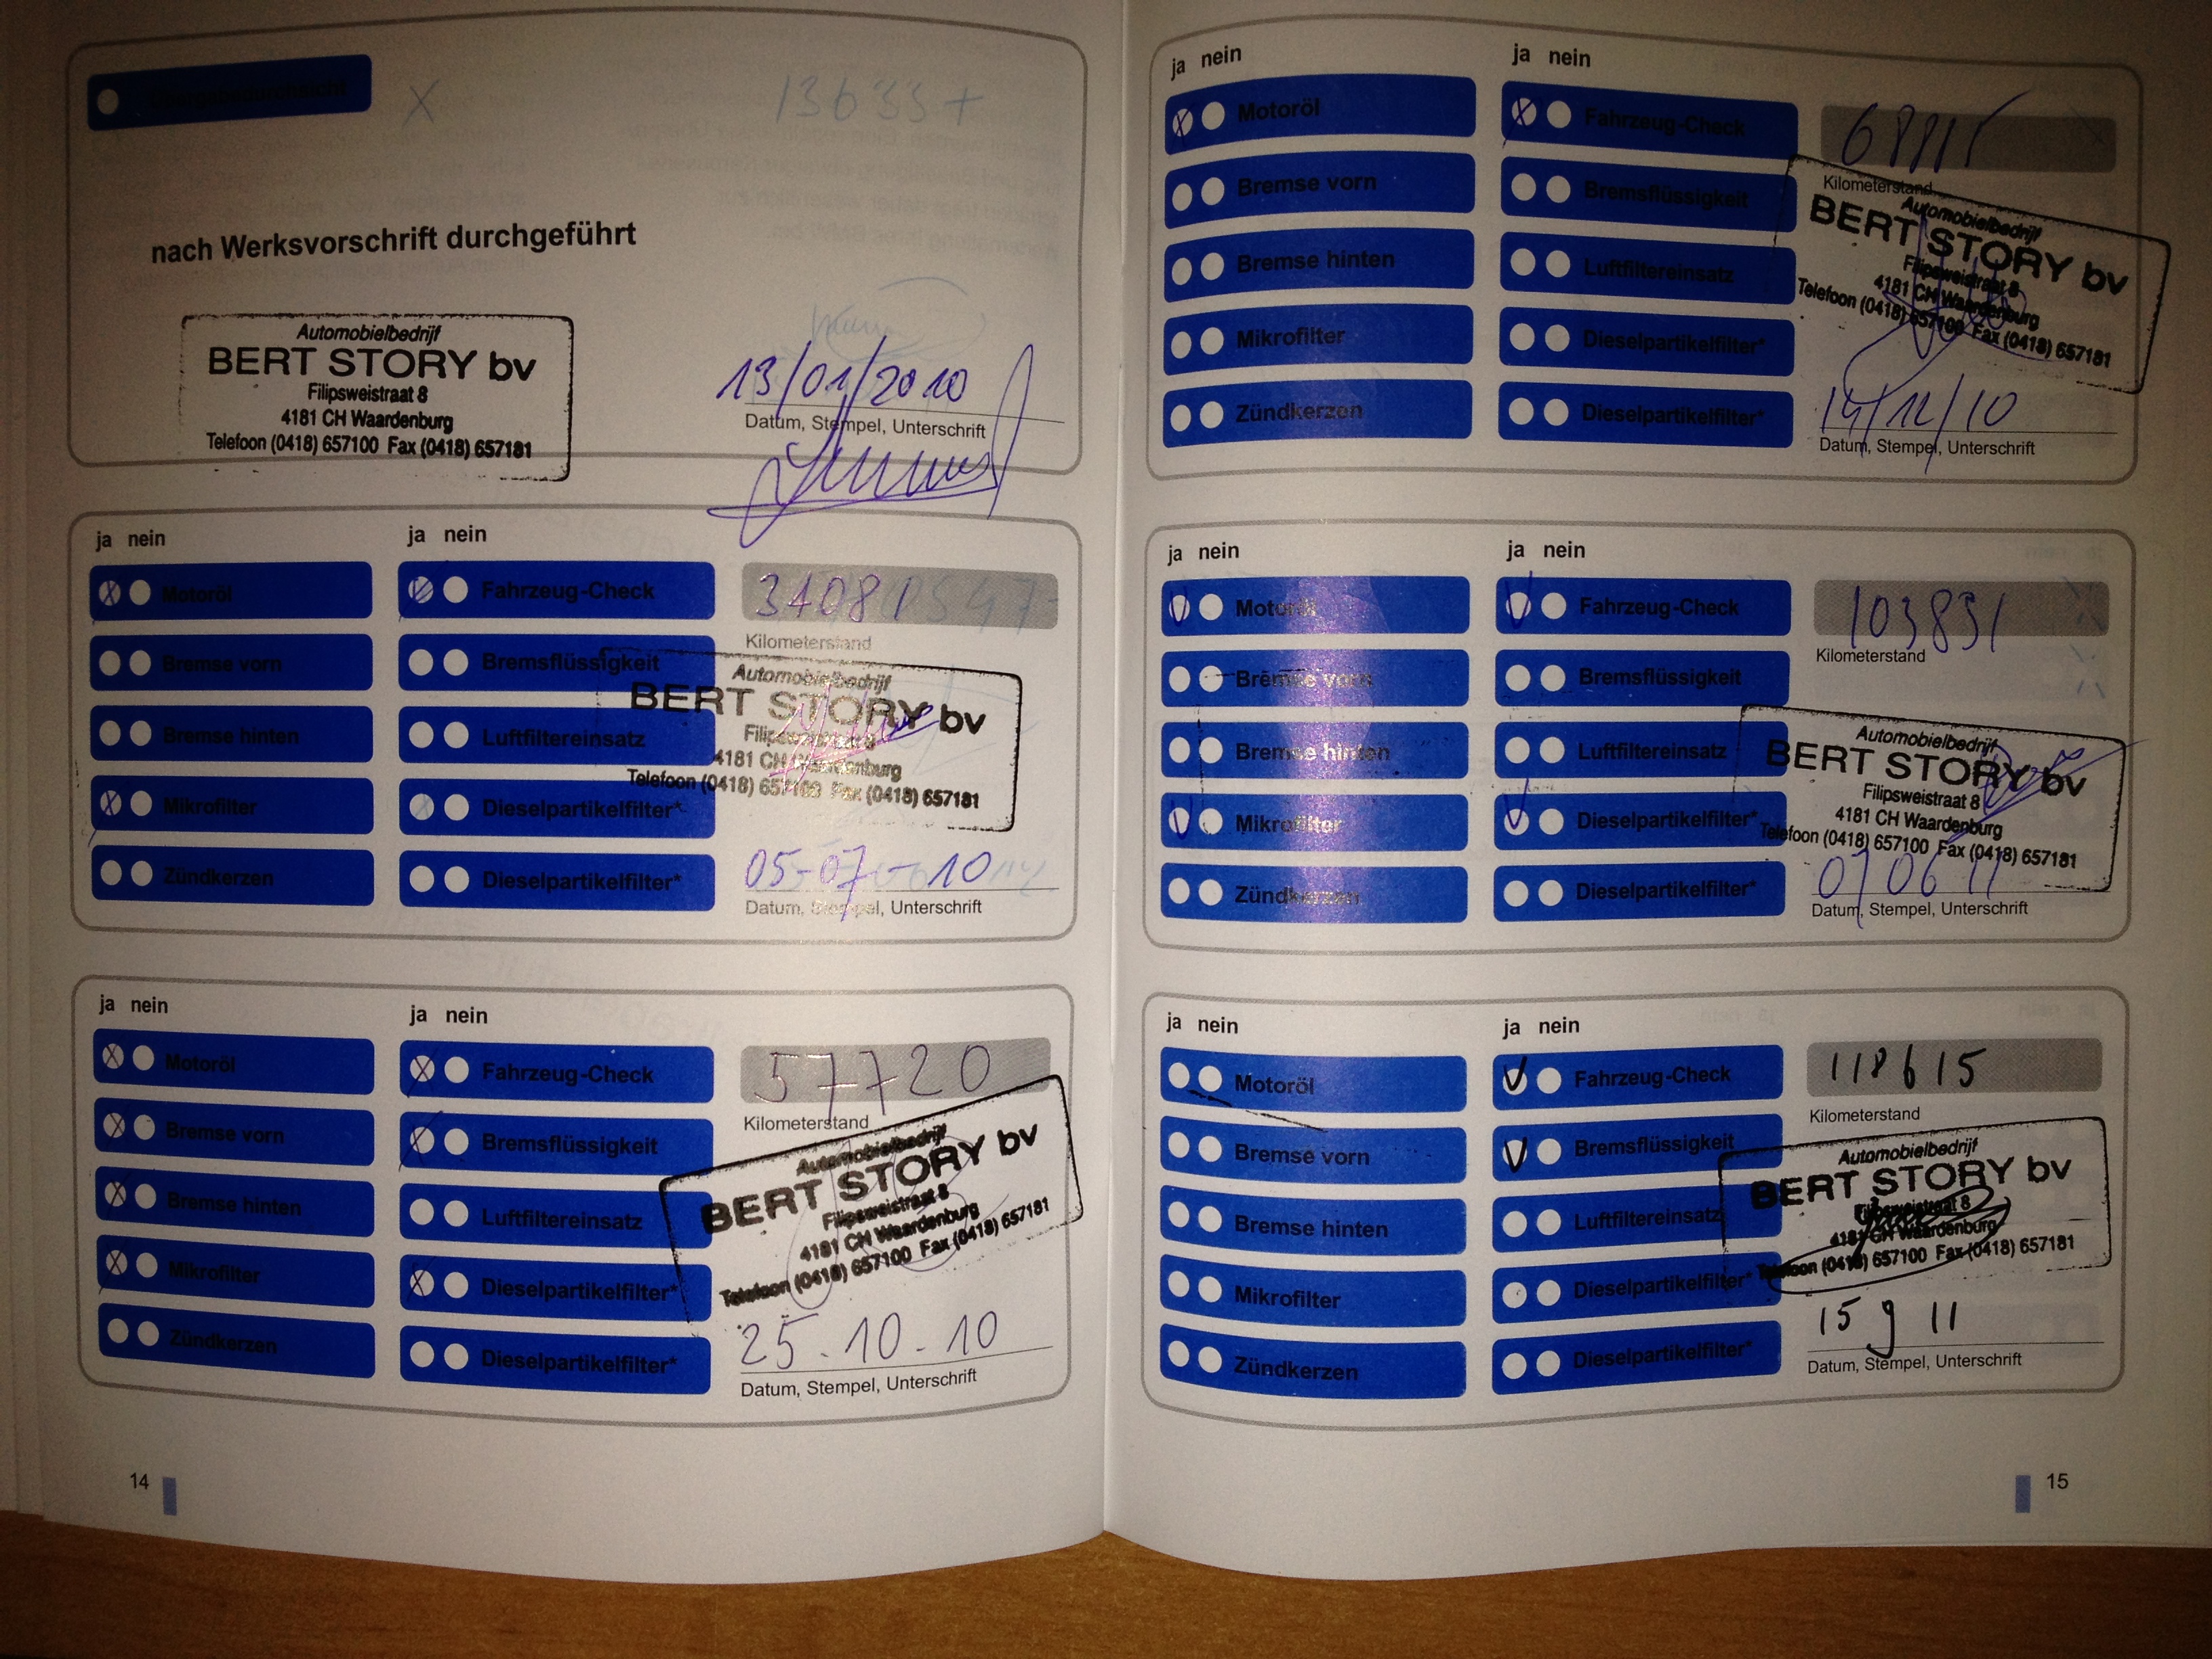 nach Werksvorschrift durchgeführt
Automobielbedrijf
BERT STORY bv
Filipsweistraat 8
4181 CH Waardenburg
Telefoon (0418) 657100 Fax (0418) 657181
13/01/2010
Datum, Stempel, Unterschrift
ja nein
ja nein
Motoröl
Fahrzeug-Check
Bremse vorn
Bremsflüssigkeit
Bremse hinten
Luftfiltereinsatz
Mikrofilter
Dieselpartikelfilter*
Zündkerzen
Dieselpartikelfilter*
34081
Kilometerstand
Automobielbedrijf
BERT STORY bv
Filipsweistraat 8
4181 CH Waardenburg
Telefoon (0418) 657100 Fax (0418) 657181
05-07-10
Datum, Stempel, Unterschrift
ja nein
ja nein
Motoröl
Fahrzeug-Check
Bremse vorn
Bremsflüssigkeit
Bremse hinten
Luftfiltereinsatz
Mikrofilter
Dieselpartikelfilter*
Zündkerzen
Dieselpartikelfilter*
57720
Kilometerstand
Automobielbedrijf
BERT STORY bv
Filipsweistraat 8
4181 CH Waardenburg
Telefoon (0418) 657100 Fax (0418) 657181
25.10.10
Datum, Stempel, Unterschrift
14
ja nein
ja nein
Motoröl
Fahrzeug-Check
Bremse vorn
Bremsflüssigkeit
Bremse hinten
Luftfiltereinsatz
Mikrofilter
Dieselpartikelfilter*
Zündkerzen
Dieselpartikelfilter*
Kilometerstand
Automobielbedrijf
BERT STORY bv
Filipsweistraat 8
4181 CH Waardenburg
Telefoon (0418) 657100 Fax (0418) 657181
14/12/10
Datum, Stempel, Unterschrift
ja nein
ja nein
Motoröl
Fahrzeug-Check
Bremse vorn
Bremsflüssigkeit
Bremse hinten
Luftfiltereinsatz
Mikrofilter
Dieselpartikelfilter*
Zündkerzen
Dieselpartikelfilter*
103831
Kilometerstand
Automobielbedrijf
BERT STORY bv
Filipsweistraat 8
4181 CH Waardenburg
Telefoon (0418) 657100 Fax (0418) 657181
07 06 11
Datum, Stempel, Unterschrift
ja nein
ja nein
Motoröl
Fahrzeug-Check
Bremse vorn
Bremsflüssigkeit
Bremse hinten
Luftfiltereinsatz
Mikrofilter
Dieselpartikelfilter*
Zündkerzen
Dieselpartikelfilter*
118615
Kilometerstand
Automobielbedrijf
BERT STORY bv
Filipsweistraat 8
4181 CH Waardenburg
Telefoon (0418) 657100 Fax (0418) 657181
15 9 11
Datum, Stempel, Unterschrift
15